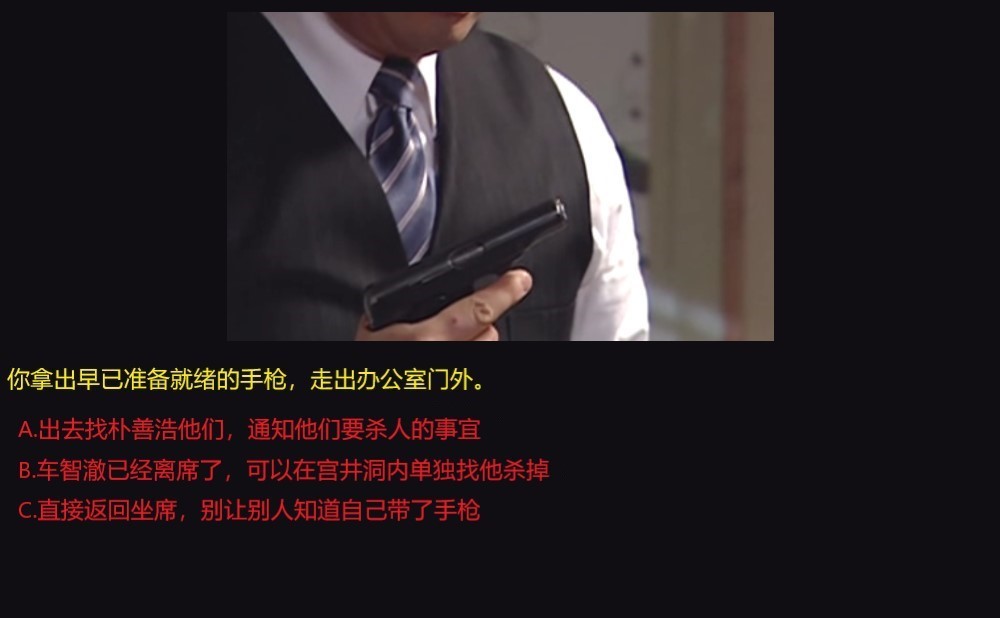 你拿出早已准备就绪的手枪，走出办公室门外。
A.出去找朴善浩他们，通知他们要杀人的事宜
B.车智澈已经离席了，可以在宫井洞内单独找他杀掉
C.直接返回坐席，别让别人知道自己带了手枪